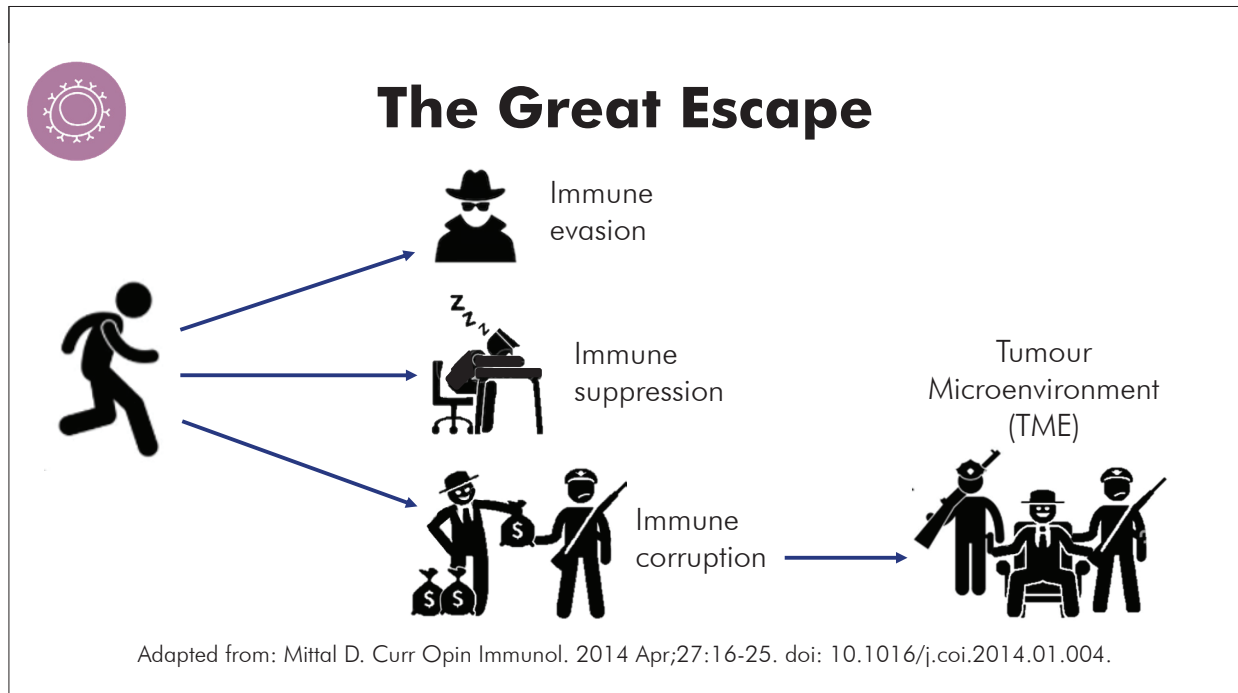 The Great Escape
Immune
evasion
Z
Z
Z
Immune
suppression
Tumour
Microenvironment
(TME)
$
$ $
Immune
corruption
Adapted from: Mittal D. Curr Opin Immunol. 2014 Apr;27:16-25. doi: 10.1016/j.coi.2014.01.004.